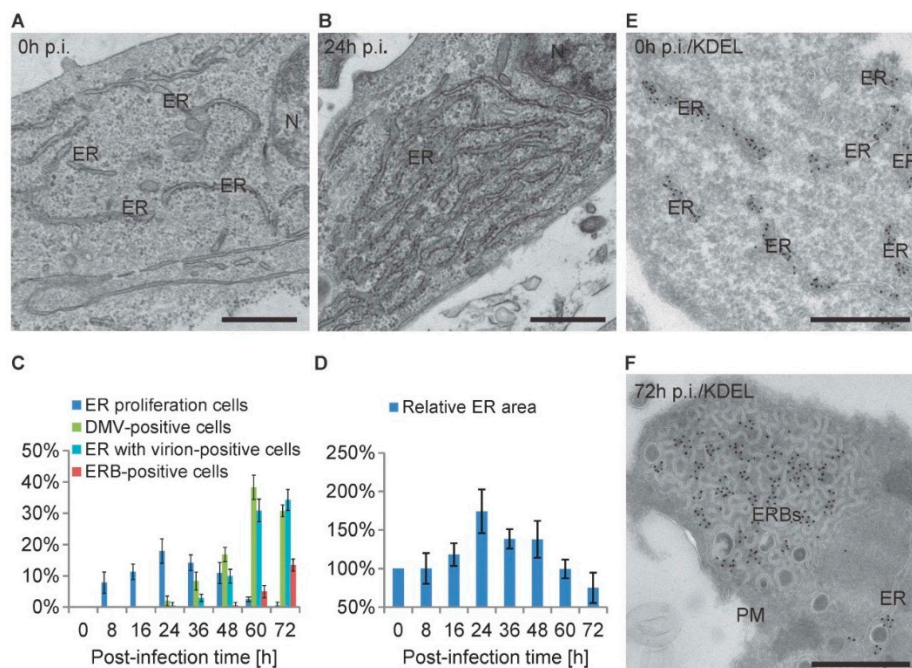 A
0h p.i.
ER
N
ER
ER
ER
B
24h p.i.
N
ER
E
0h p.i./KDEL
ER
ER
ER
ER
ER
ER
ER
C
ER proliferation cells
DMV-positive cells
ER with virion-positive cells
ERB-positive cells
50%
40%
30%
20%
10%
0%
0 8 16 24 36 48 60 72
Post-infection time [h]
D
Relative ER area
250%
200%
150%
100%
50%
0 8 16 24 36 48 60 72
Post-infection time [h]
F
72h p.i./KDEL
ERBs
ER
PM